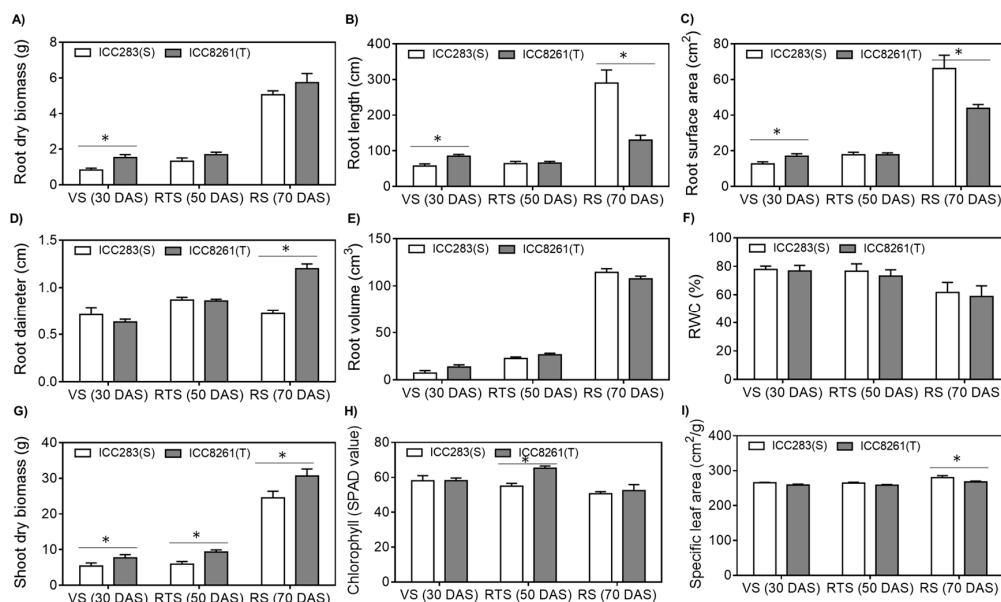 A)
ICC283(S) ICC8261(T)
Root dry biomass (g)
8
6
4
2
0
*
VS (30 DAS) RTS (50 DAS) RS (70 DAS)
B)
ICC283(S) ICC8261(T)
Root length (cm)
400
300
200
100
0
*
*
VS (30 DAS) RTS (50 DAS) RS (70 DAS)
C)
ICC283(S) ICC8261(T)
Root surface area (cm2)
80
60
40
20
0
*
*
VS (30 DAS) RTS (50 DAS) RS (70 DAS)
D)
ICC283(S) ICC8261(T)
Root daimeter (cm)
1.5
1.0
0.5
0.0
*
VS (30 DAS) RTS (50 DAS) RS (70 DAS)
E)
ICC283(S) ICC8261(T)
Root volume (cm3)
150
100
50
0
VS (30 DAS) RTS (50 DAS) RS (70 DAS)
F)
ICC283(S) ICC8261(T)
RWC (%)
100
80
60
40
20
0
VS (30 DAS) RTS (50 DAS) RS (70 DAS)
G)
ICC283(S) ICC8261(T)
Shoot dry biomass (g)
40
30
20
10
0
*
*
*
VS (30 DAS) RTS (50 DAS) RS (70 DAS)
H)
ICC283(S) ICC8261(T)
Chlorophyll (SPAD value)
80
60
40
20
0
*
VS (30 DAS) RTS (50 DAS) RS (70 DAS)
I)
ICC283(S) ICC8261(T)
Specific leaf area (cm2/g)
400
300
200
100
0
*
VS (30 DAS) RTS (50 DAS) RS (70 DAS)